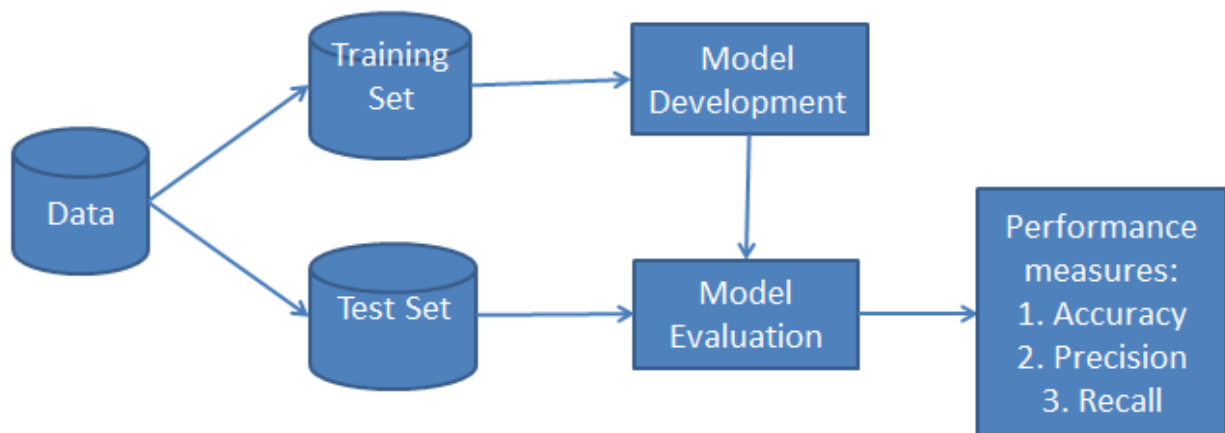 Data
Training
Set
Test Set
Model
Development
Model
Evaluation
Performance
measures:
1. Accuracy
2. Precision
3. Recall